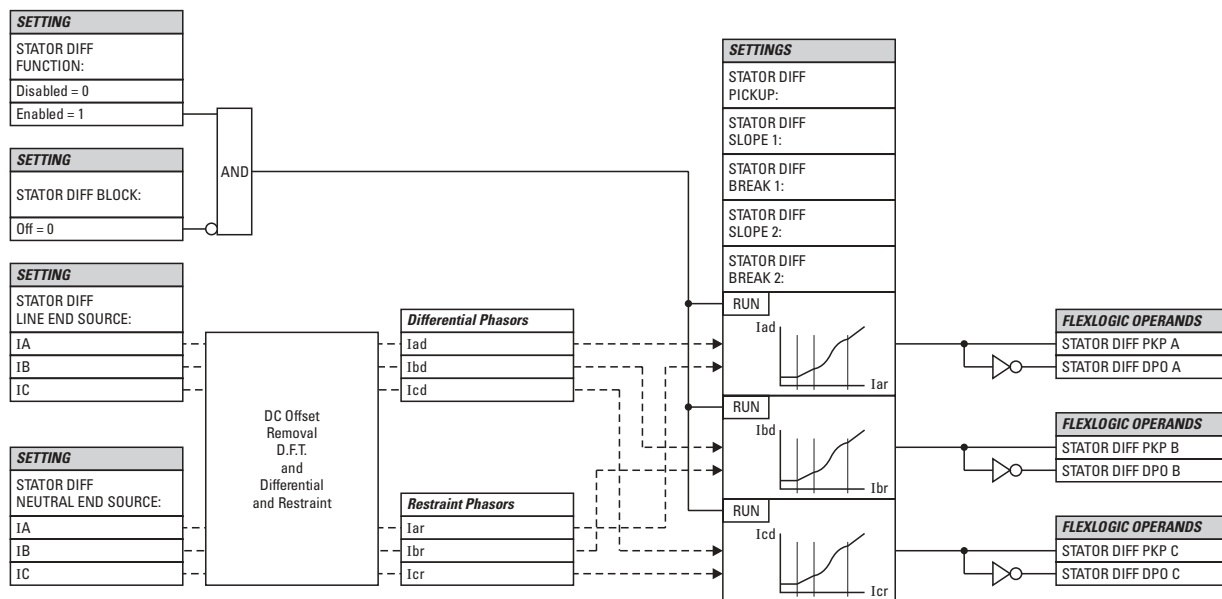 SETTING
STATOR DIFF
FUNCTION:
Disabled = 0
Enabled = 1
SETTING
STATOR DIFF BLOCK:
Off = 0
AND
SETTING
STATOR DIFF
LINE END SOURCE:
IA
IB
IC
SETTING
STATOR DIFF
NEUTRAL END SOURCE:
IA
IB
IC
DC Offset
Removal
D.F.T.
and
Differential
and Restraint
Differential Phasors
Iad
Ibd
Icd
Restraint Phasors
Iar
Ibr
Icr
SETTINGS
STATOR DIFF
PICKUP:
STATOR DIFF
SLOPE 1:
STATOR DIFF
BREAK 1:
STATOR DIFF
SLOPE 2:
STATOR DIFF
BREAK 2:
RUN
Iad
Iar
RUN
Ibd
Ibr
RUN
Icd
Icr
FLEXLOGIC OPERANDS
STATOR DIFF PKP A
STATOR DIFF DPO A
FLEXLOGIC OPERANDS
STATOR DIFF PKP B
STATOR DIFF DPO B
FLEXLOGIC OPERANDS
STATOR DIFF PKP C
STATOR DIFF DPO C